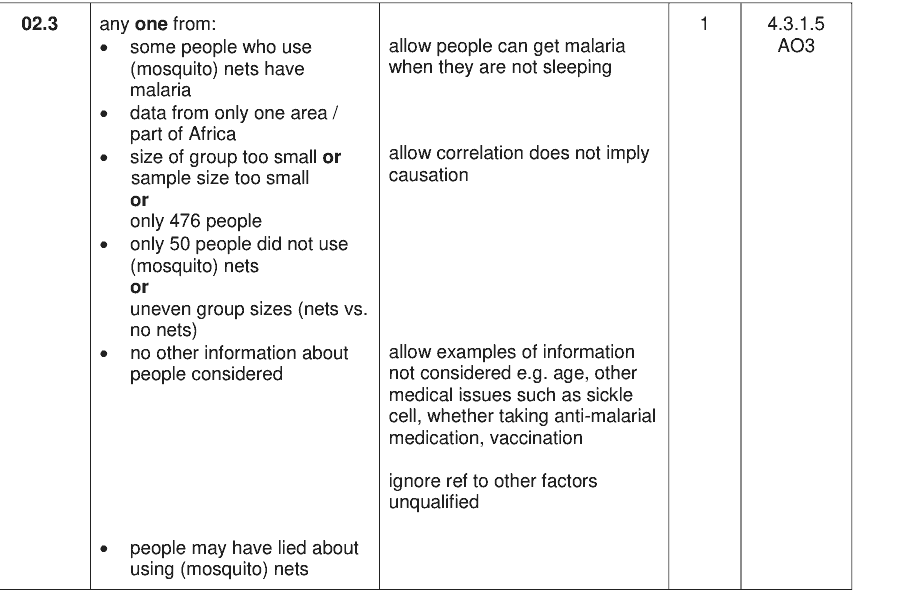 02.3
any one from:
• some people who use
(mosquito) nets have
malaria
• data from only one area /
part of Africa
• size of group too small or
sample size too small
or
only 476 people
• only 50 people did not use
(mosquito) nets
or
uneven group sizes (nets vs.
no nets)
• no other information about
people considered
• people may have lied about
using (mosquito) nets
allow people can get malaria
when they are not sleeping
allow correlation does not imply
causation
allow examples of information
not considered e.g. age, other
medical issues such as sickle
cell, whether taking anti-malarial
medication, vaccination
ignore ref to other factors
unqualified
1
4.3.1.5
AO3